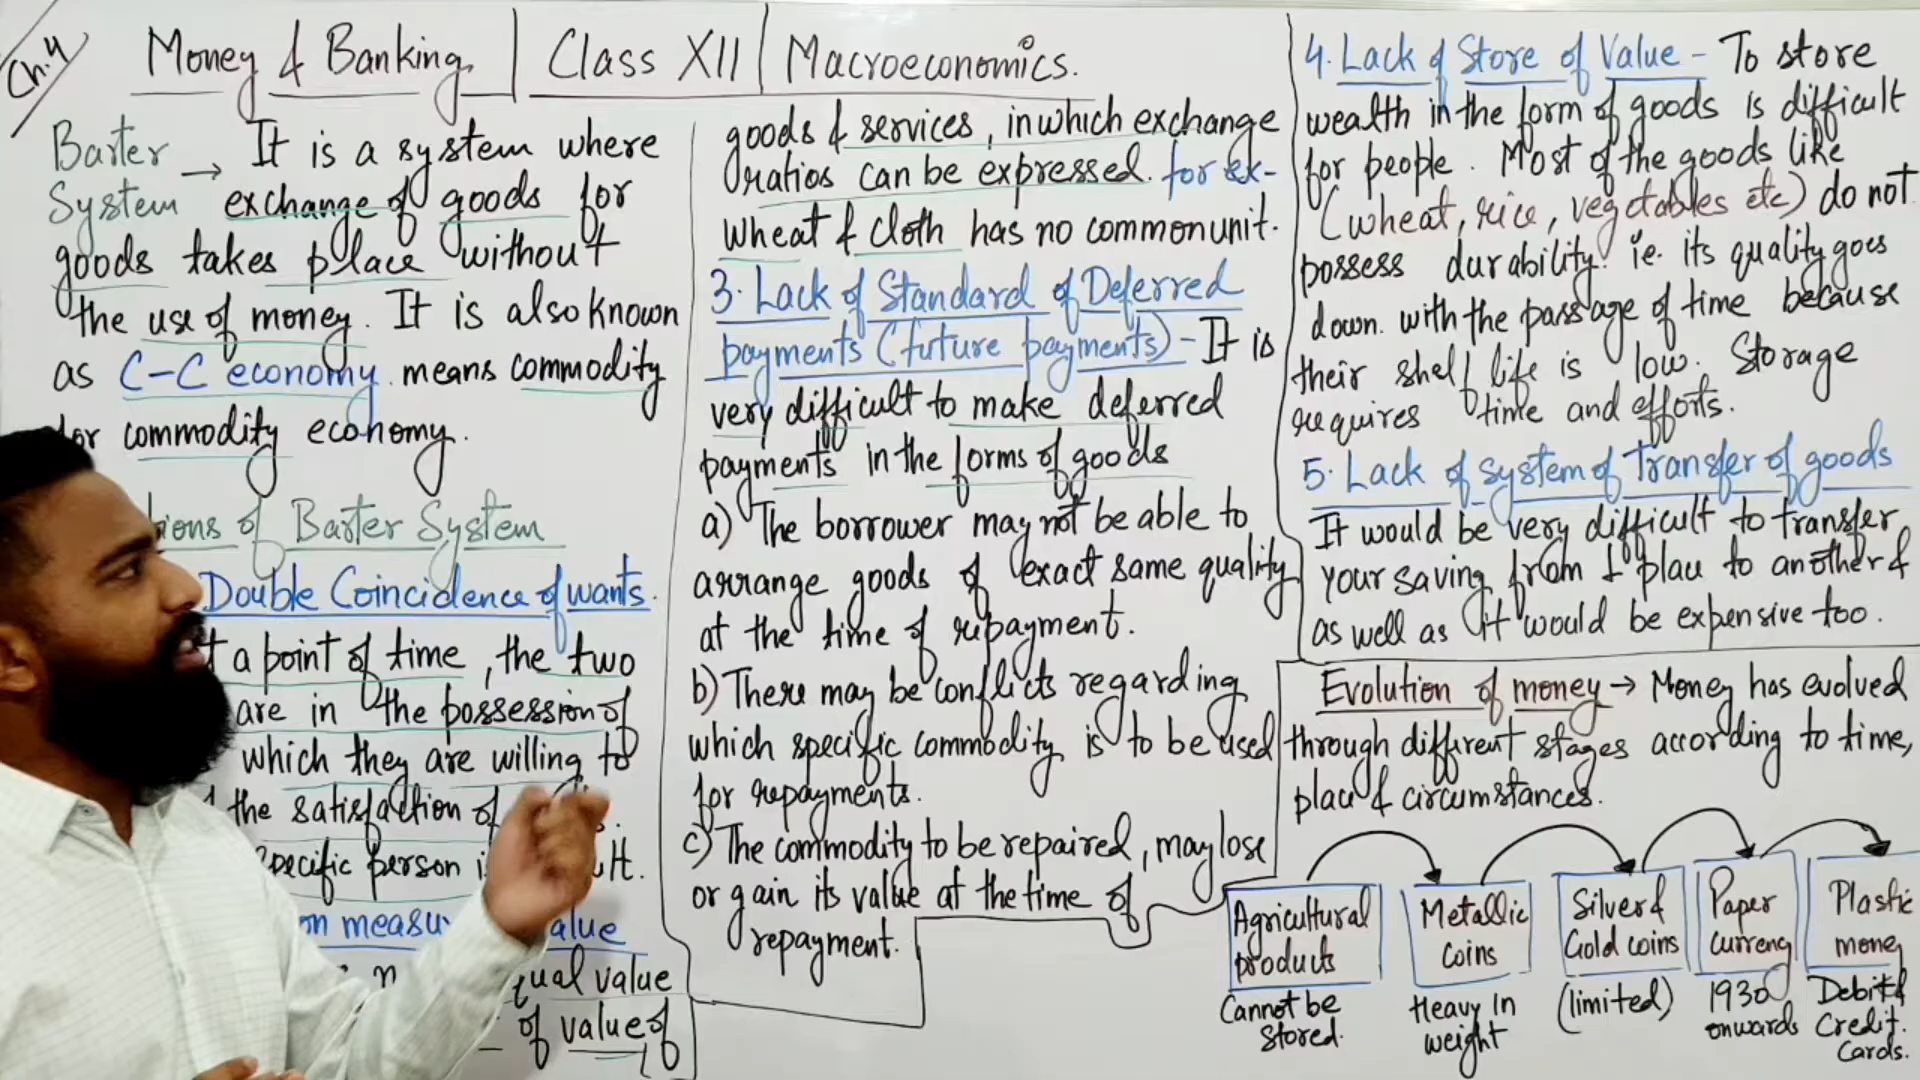 Ch.4
Money & Banking | Class XII | Macroeconomics.
Barter System → It is a system where
exchange of goods for
goods takes place without
the use of money. It is also known
as C-C economy means commodity
for commodity economy.
of Barter System
Double Coincidence of wants.
a point of time, the two
are in the possession of
which they are willing to
the satisfaction of
specific person
measu value
qual value
of value of
goods & services, in which exchange
ratios can be expressed. for ex-
wheat & cloth has no common unit.
3. Lack of Standard of Deferred
payments (future payments) - It is
very difficult to make deferred
payments in the forms of goods
a) The borrower may not be able to
arrange goods of exact same quality
at the time of repayment.
b) There may be conflicts regarding
which specific commodity is to be used
for repayments.
c) The commodity to be repaired, may lose
or gain its value at the time of
repayment.
4. Lack of Store of Value - To store
wealth in the form of goods is difficult
for people. Most of the goods like
(wheat, rice, vegetables etc) do not
possess durability. ie. its quality goes
down. with the passage of time because
their shelf life is low. Storage
requires time and efforts.
5. Lack of system of transfer of goods
It would be very difficult to transfer
your saving from 1 place to another &
as well as it would be expensive too.
Evolution of money → Money has evolved
through different stages according to time,
place & circumstances.
Agricultural products
Cannot be stored.
Metallic coins
Heavy in weight
Silver & Gold coins
(limited)
Paper currency
1930 onwards
Plastic money
Debit & Credit Cards.